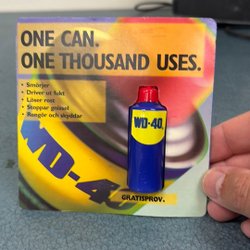 ONE CAN.
ONE THOUSAND USES.
• Smörjer
• Driver ut fukt
• Löser rost
• Stoppar gnissel
• Rengör och skyddar
WD-40
WD-40
GRATISPROV.